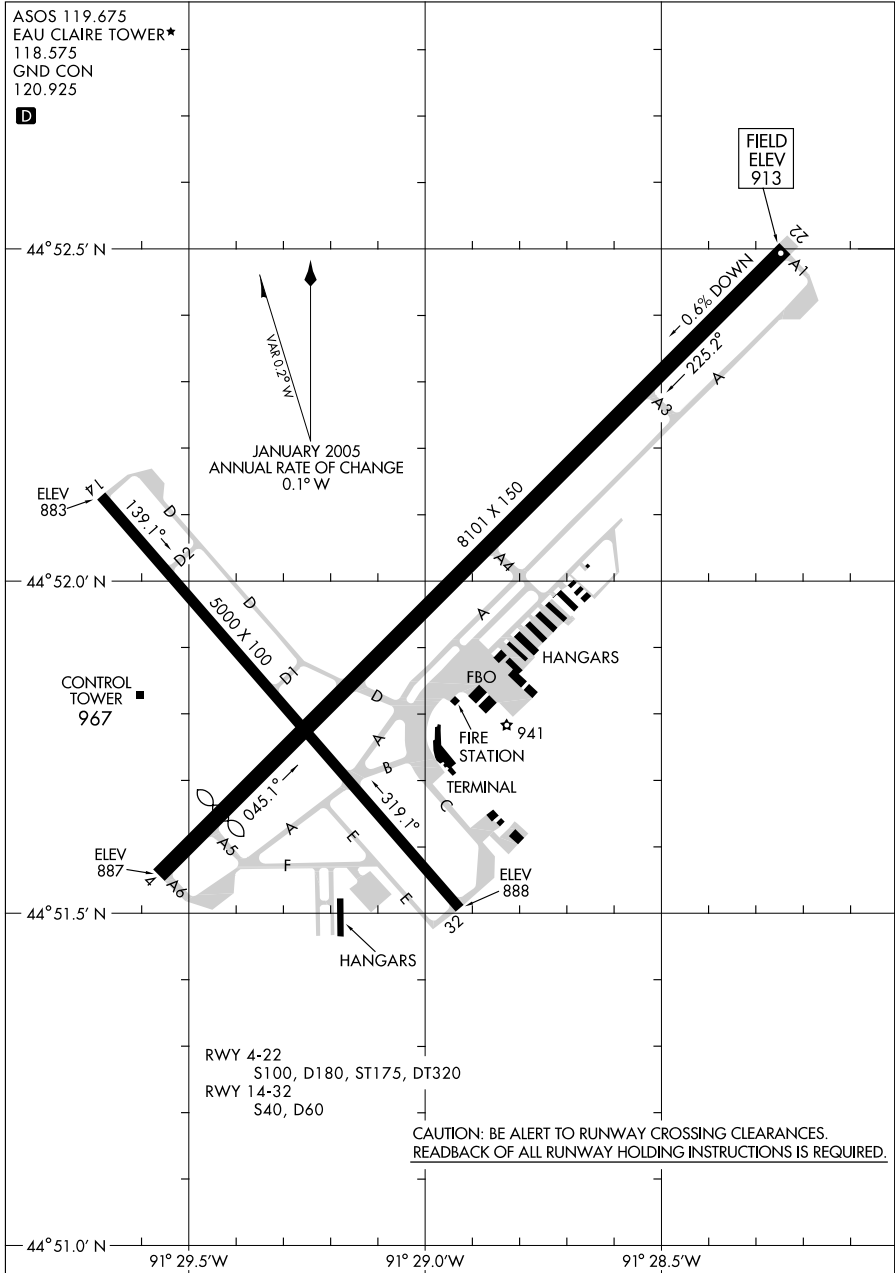 ASOS 119.675
EAU CLAIRE TOWER★
118.575
GND CON
120.925
D
FIELD
ELEV
913
22
A1
44°52.5' N
0.6% DOWN
225.2°
A
A3
VAR 0.2° W
JANUARY 2005
ANNUAL RATE OF CHANGE
0.1° W
14
ELEV
883
139.1°
D
D2
8101 X 150
A4
44°52.0' N
D
5000 X 100
A
HANGARS
D1
FBO
CONTROL
TOWER
967
D
FIRE
STATION
941
A
B
TERMINAL
045.1°
319.1°
C
A
E
A5
F
ELEV
887
4
A6
ELEV
888
E
44°51.5' N
32
HANGARS
RWY 4-22
S100, D180, ST175, DT320
RWY 14-32
S40, D60
CAUTION: BE ALERT TO RUNWAY CROSSING CLEARANCES.
READBACK OF ALL RUNWAY HOLDING INSTRUCTIONS IS REQUIRED.
44°51.0' N
91° 29.5'W
91° 29.0'W
91° 28.5'W